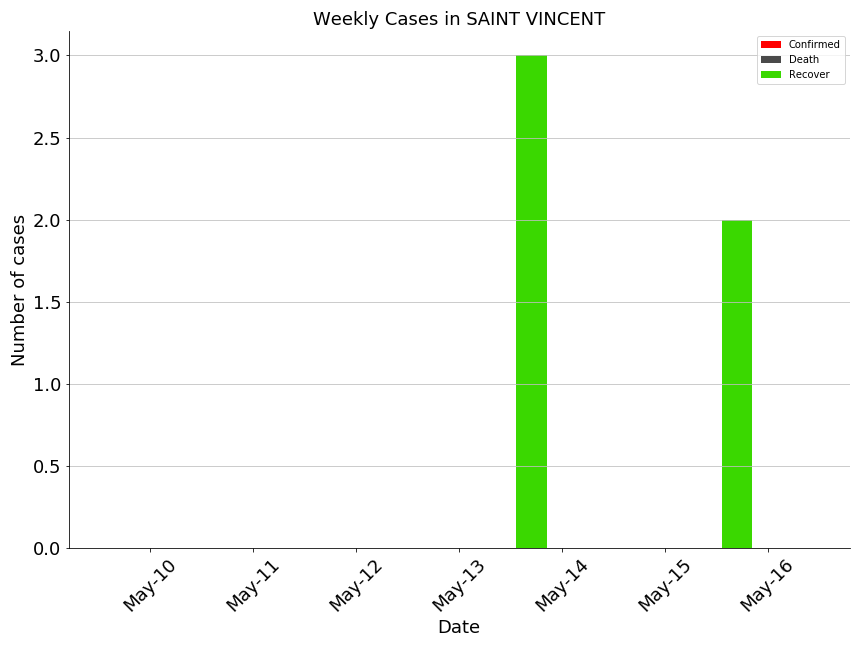 Weekly Cases in SAINT VINCENT
Confirmed
Death
Recover
Number of cases
3.0
2.5
2.0
1.5
1.0
0.5
0.0
May-10
May-11
May-12
May-13
May-14
May-15
May-16
Date